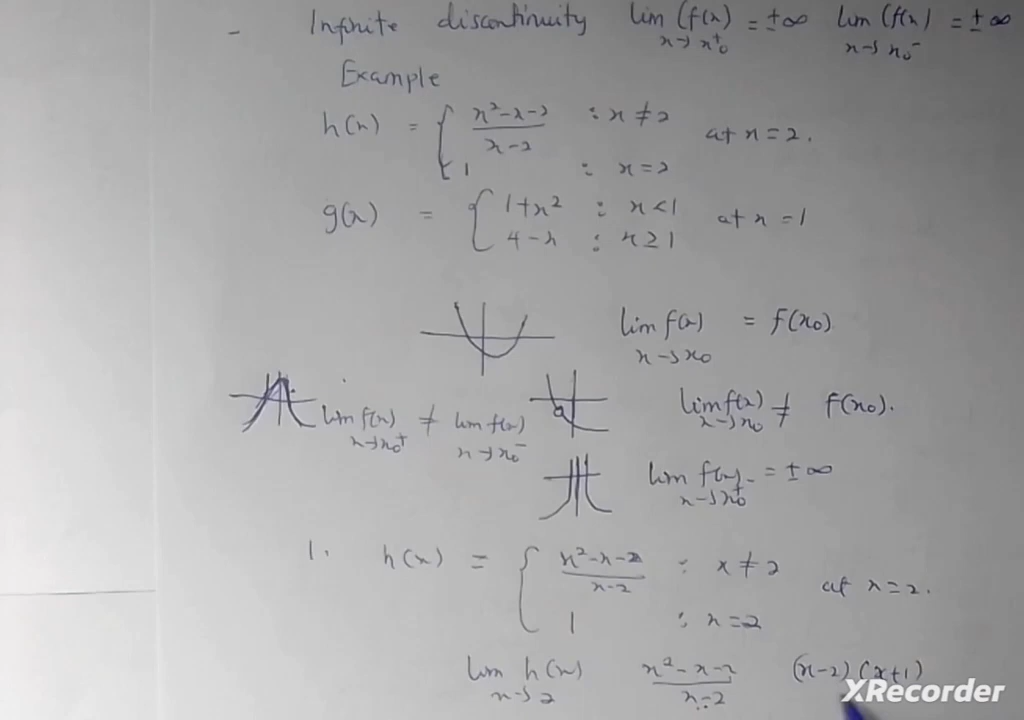 - Infinite discontinuity lim (f(x) = ±∞ lim (f(x) = ±∞
x→x₀⁺ x→x₀⁻
Example
h(x) = { x²-x-2 / x-2 : x ≠ 2 at x = 2.
1 : x = 2
g(x) = { 1+x² : x < 1 at x = 1
4-x : x ≥ 1
lim f(x) = f(x₀)
x→x₀
lim f(x) ≠ lim f(x) lim f(x) ≠ f(x₀).
x→x₀⁺ x→x₀⁻ x→x₀
lim f(x) = ±∞
x→x₀⁺
1. h(x) = { x²-x-2 / x-2 : x ≠ 2 at x = 2.
1 : x = 2
lim h(x) x²-x-2 / x-2 (x-2)(x+1)
x→2
XRecorder